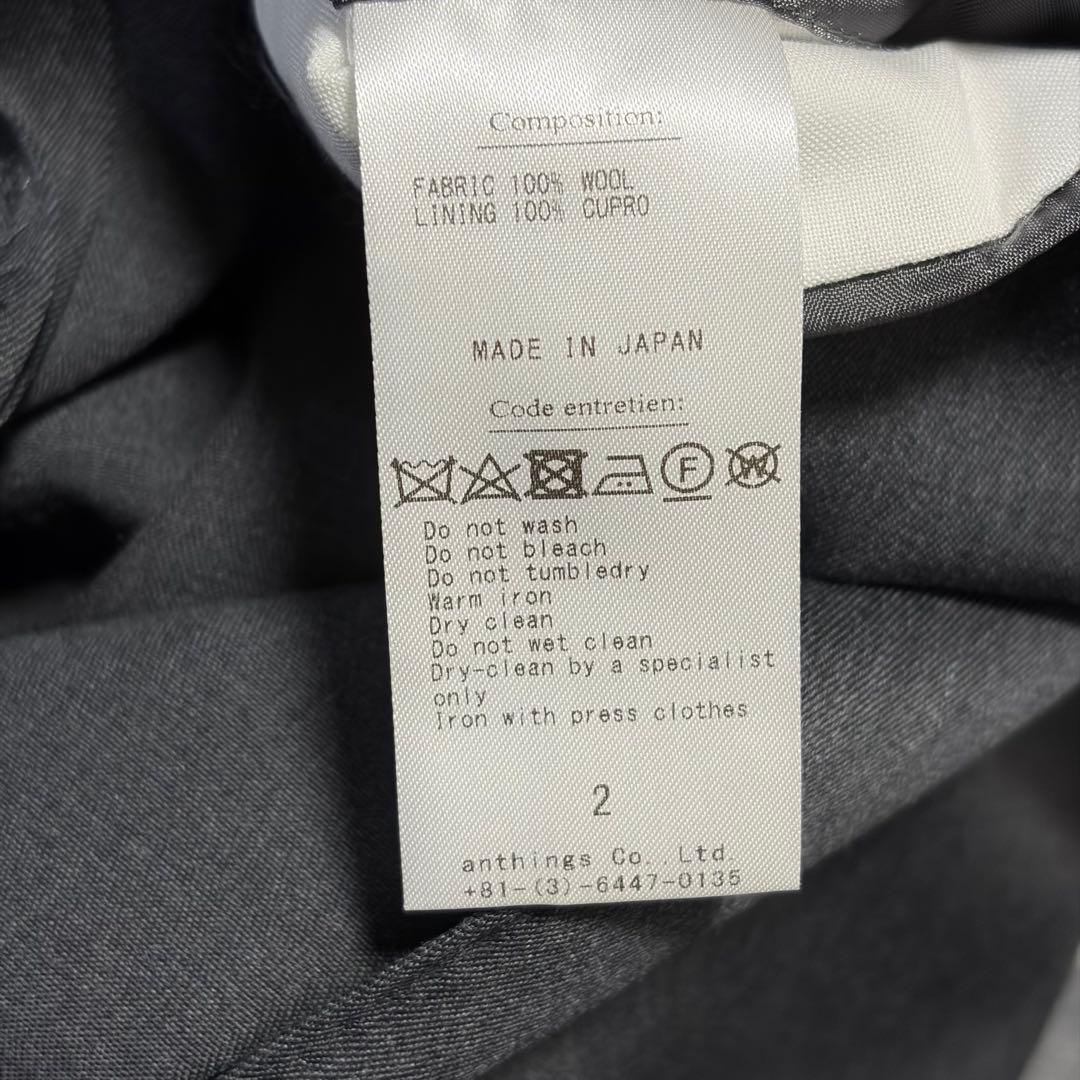 Composition:
FABRIC 100% WOOL
LINING 100% CUPRO
MADE IN JAPAN
Code entretien:
F W
Do not wash
Do not bleach
Do not tumbledry
Warm iron
Dry clean
Do not wet clean
Dry-clean by a specialist
only
Iron with press clothes
2
anthings Co.,Ltd.
+81-(3)-6447-0135